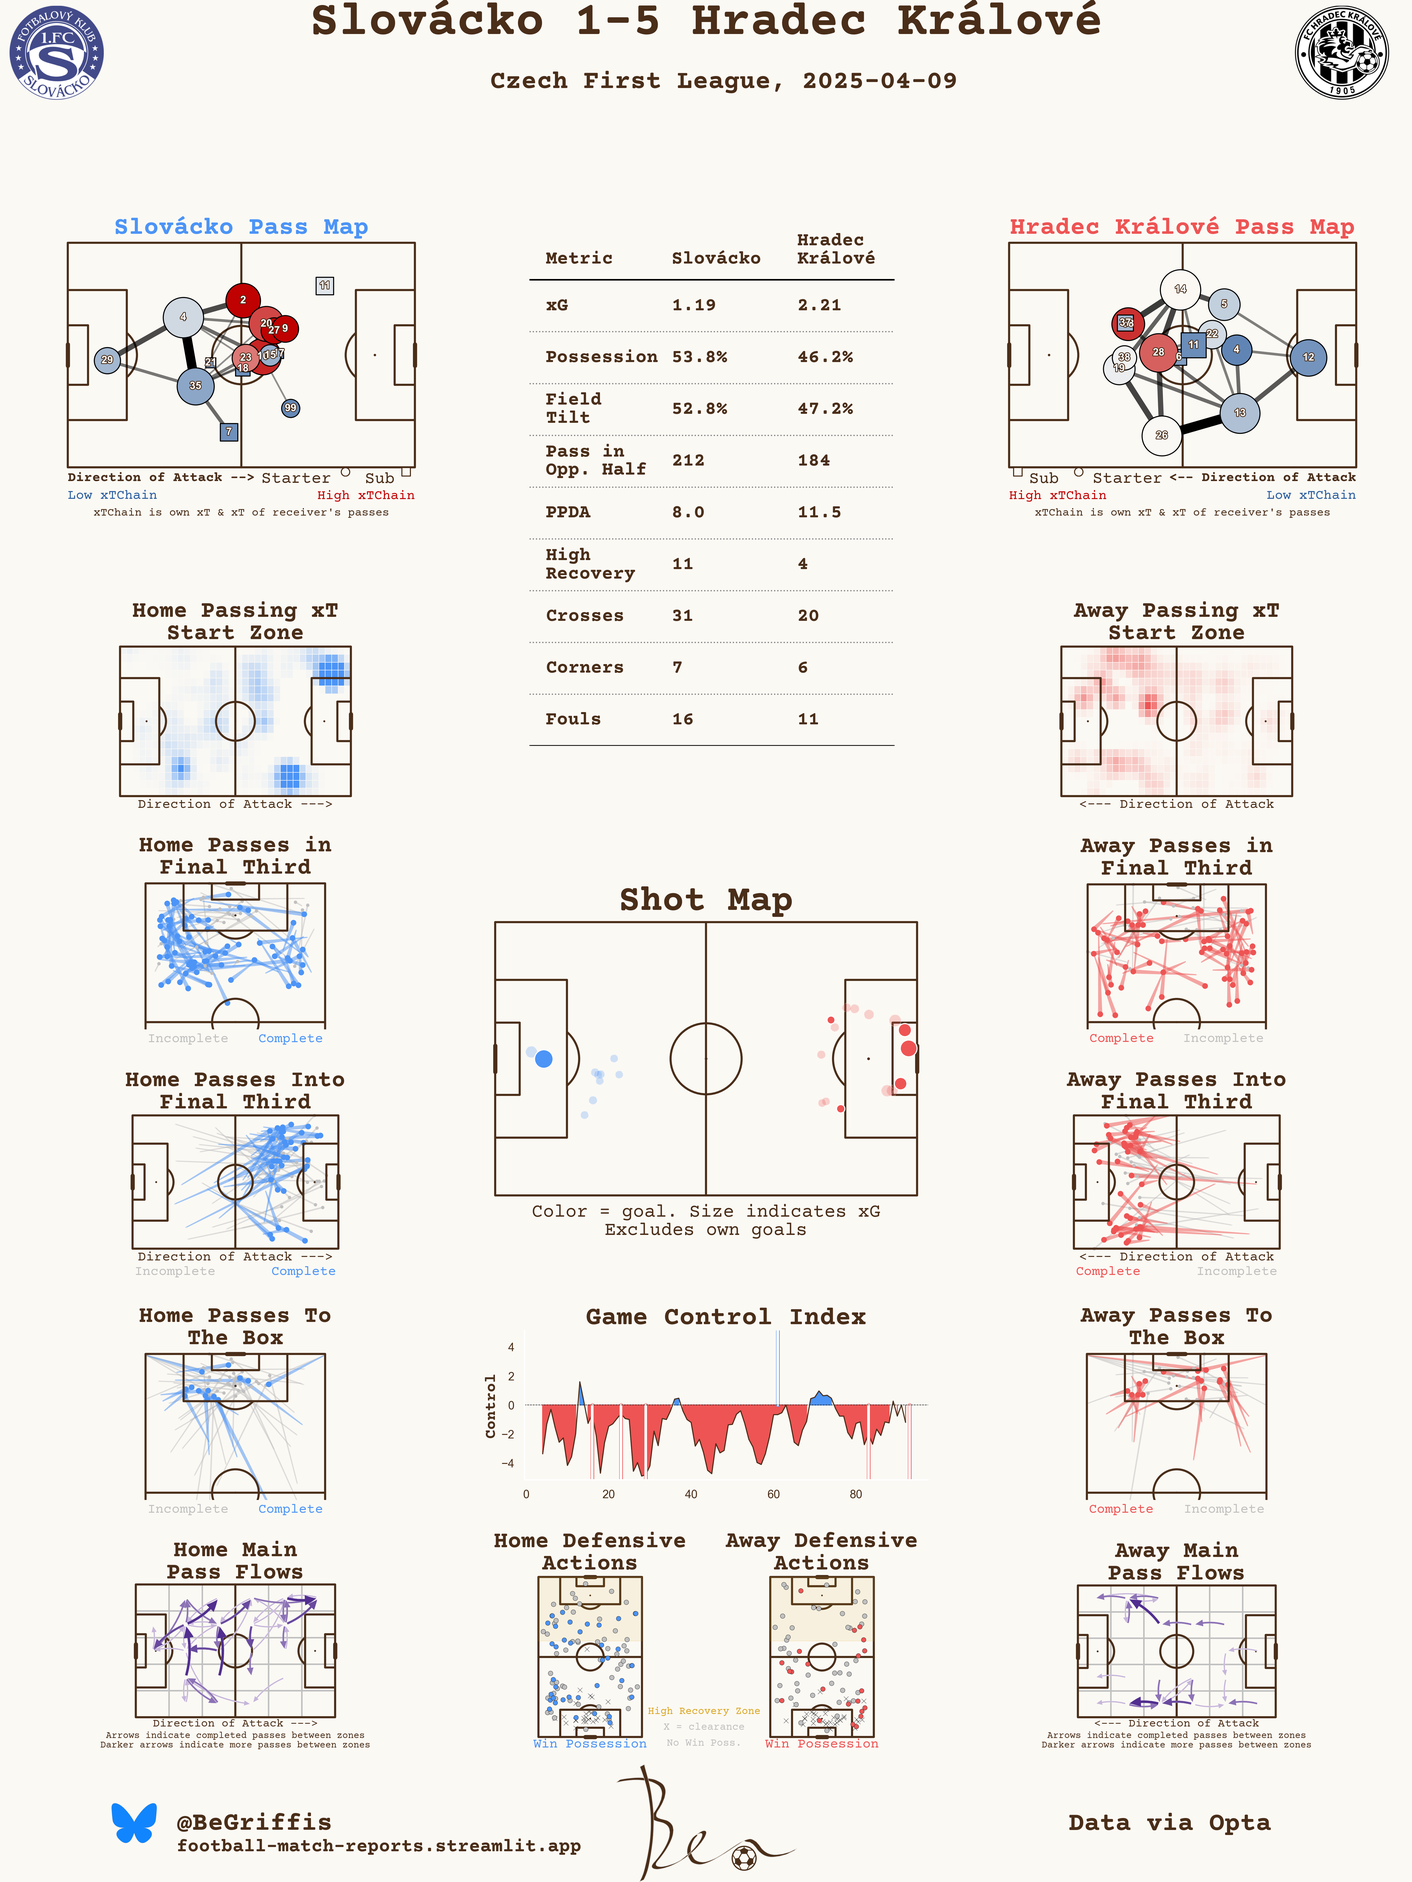 Slovácko 1-5 Hradec Králové
Czech First League, 2025-04-09
FOTBALOVÝ KLUB
1.FC
S
SLOVÁCKO
FC HRADEC KRÁLOVÉ
1905
Slovácko Pass Map
11
2
4
20
27
9
29
21
23
15
7
18
35
99
7
Direction of Attack --> Starter Sub
Low xTChain High xTChain
xTChain is own xT & xT of receiver's passes
Metric Slovácko Hradec Králové
xG 1.19 2.21
Possession 53.8% 46.2%
Field Tilt 52.8% 47.2%
Pass in Opp. Half 212 184
PPDA 8.0 11.5
High Recovery 11 4
Crosses 31 20
Corners 7 6
Fouls 16 11
Hradec Králové Pass Map
14
5
37
22
11
4
28
38
19
6
12
13
26
Sub Starter <-- Direction of Attack
High xTChain Low xTChain
xTChain is own xT & xT of receiver's passes
Home Passing xT
Start Zone
Direction of Attack --->
Away Passing xT
Start Zone
<--- Direction of Attack
Home Passes in
Final Third
Incomplete Complete
Away Passes in
Final Third
Complete Incomplete
Shot Map
Color = goal. Size indicates xG
Excludes own goals
Home Passes Into
Final Third
Direction of Attack --->
Incomplete Complete
Away Passes Into
Final Third
<--- Direction of Attack
Complete Incomplete
Home Passes To
The Box
Incomplete Complete
Game Control Index
Control
4
2
0
−2
−4
0 20 40 60 80
Away Passes To
The Box
Complete Incomplete
Home Main
Pass Flows
Direction of Attack --->
Arrows indicate completed passes between zones
Darker arrows indicate more passes between zones
Home Defensive
Actions
Win Possession
Away Defensive
Actions
Win Possession
High Recovery Zone
X = clearance
No Win Poss.
Away Main
Pass Flows
<--- Direction of Attack
Arrows indicate completed passes between zones
Darker arrows indicate more passes between zones
@BeGriffis
football-match-reports.streamlit.app
Ben
Data via Opta